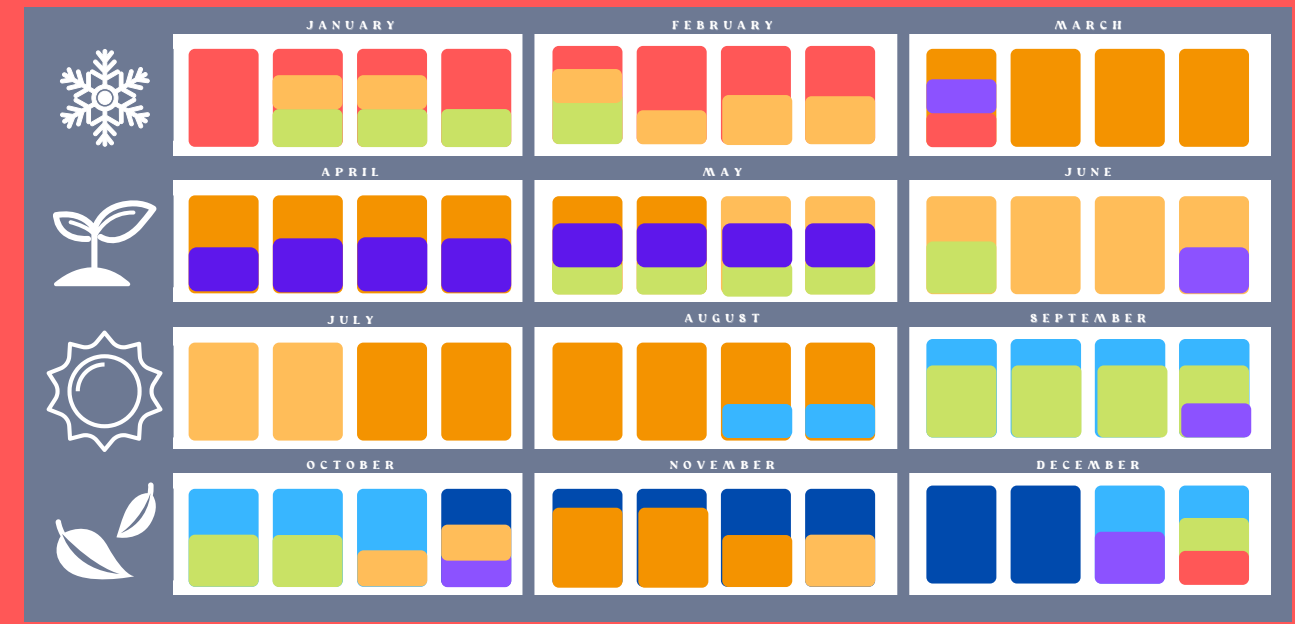 JANUARY
FEBRUARY
MARCH
APRIL
MAY
JUNE
JULY
AUGUST
SEPTEMBER
OCTOBER
NOVEMBER
DECEMBER